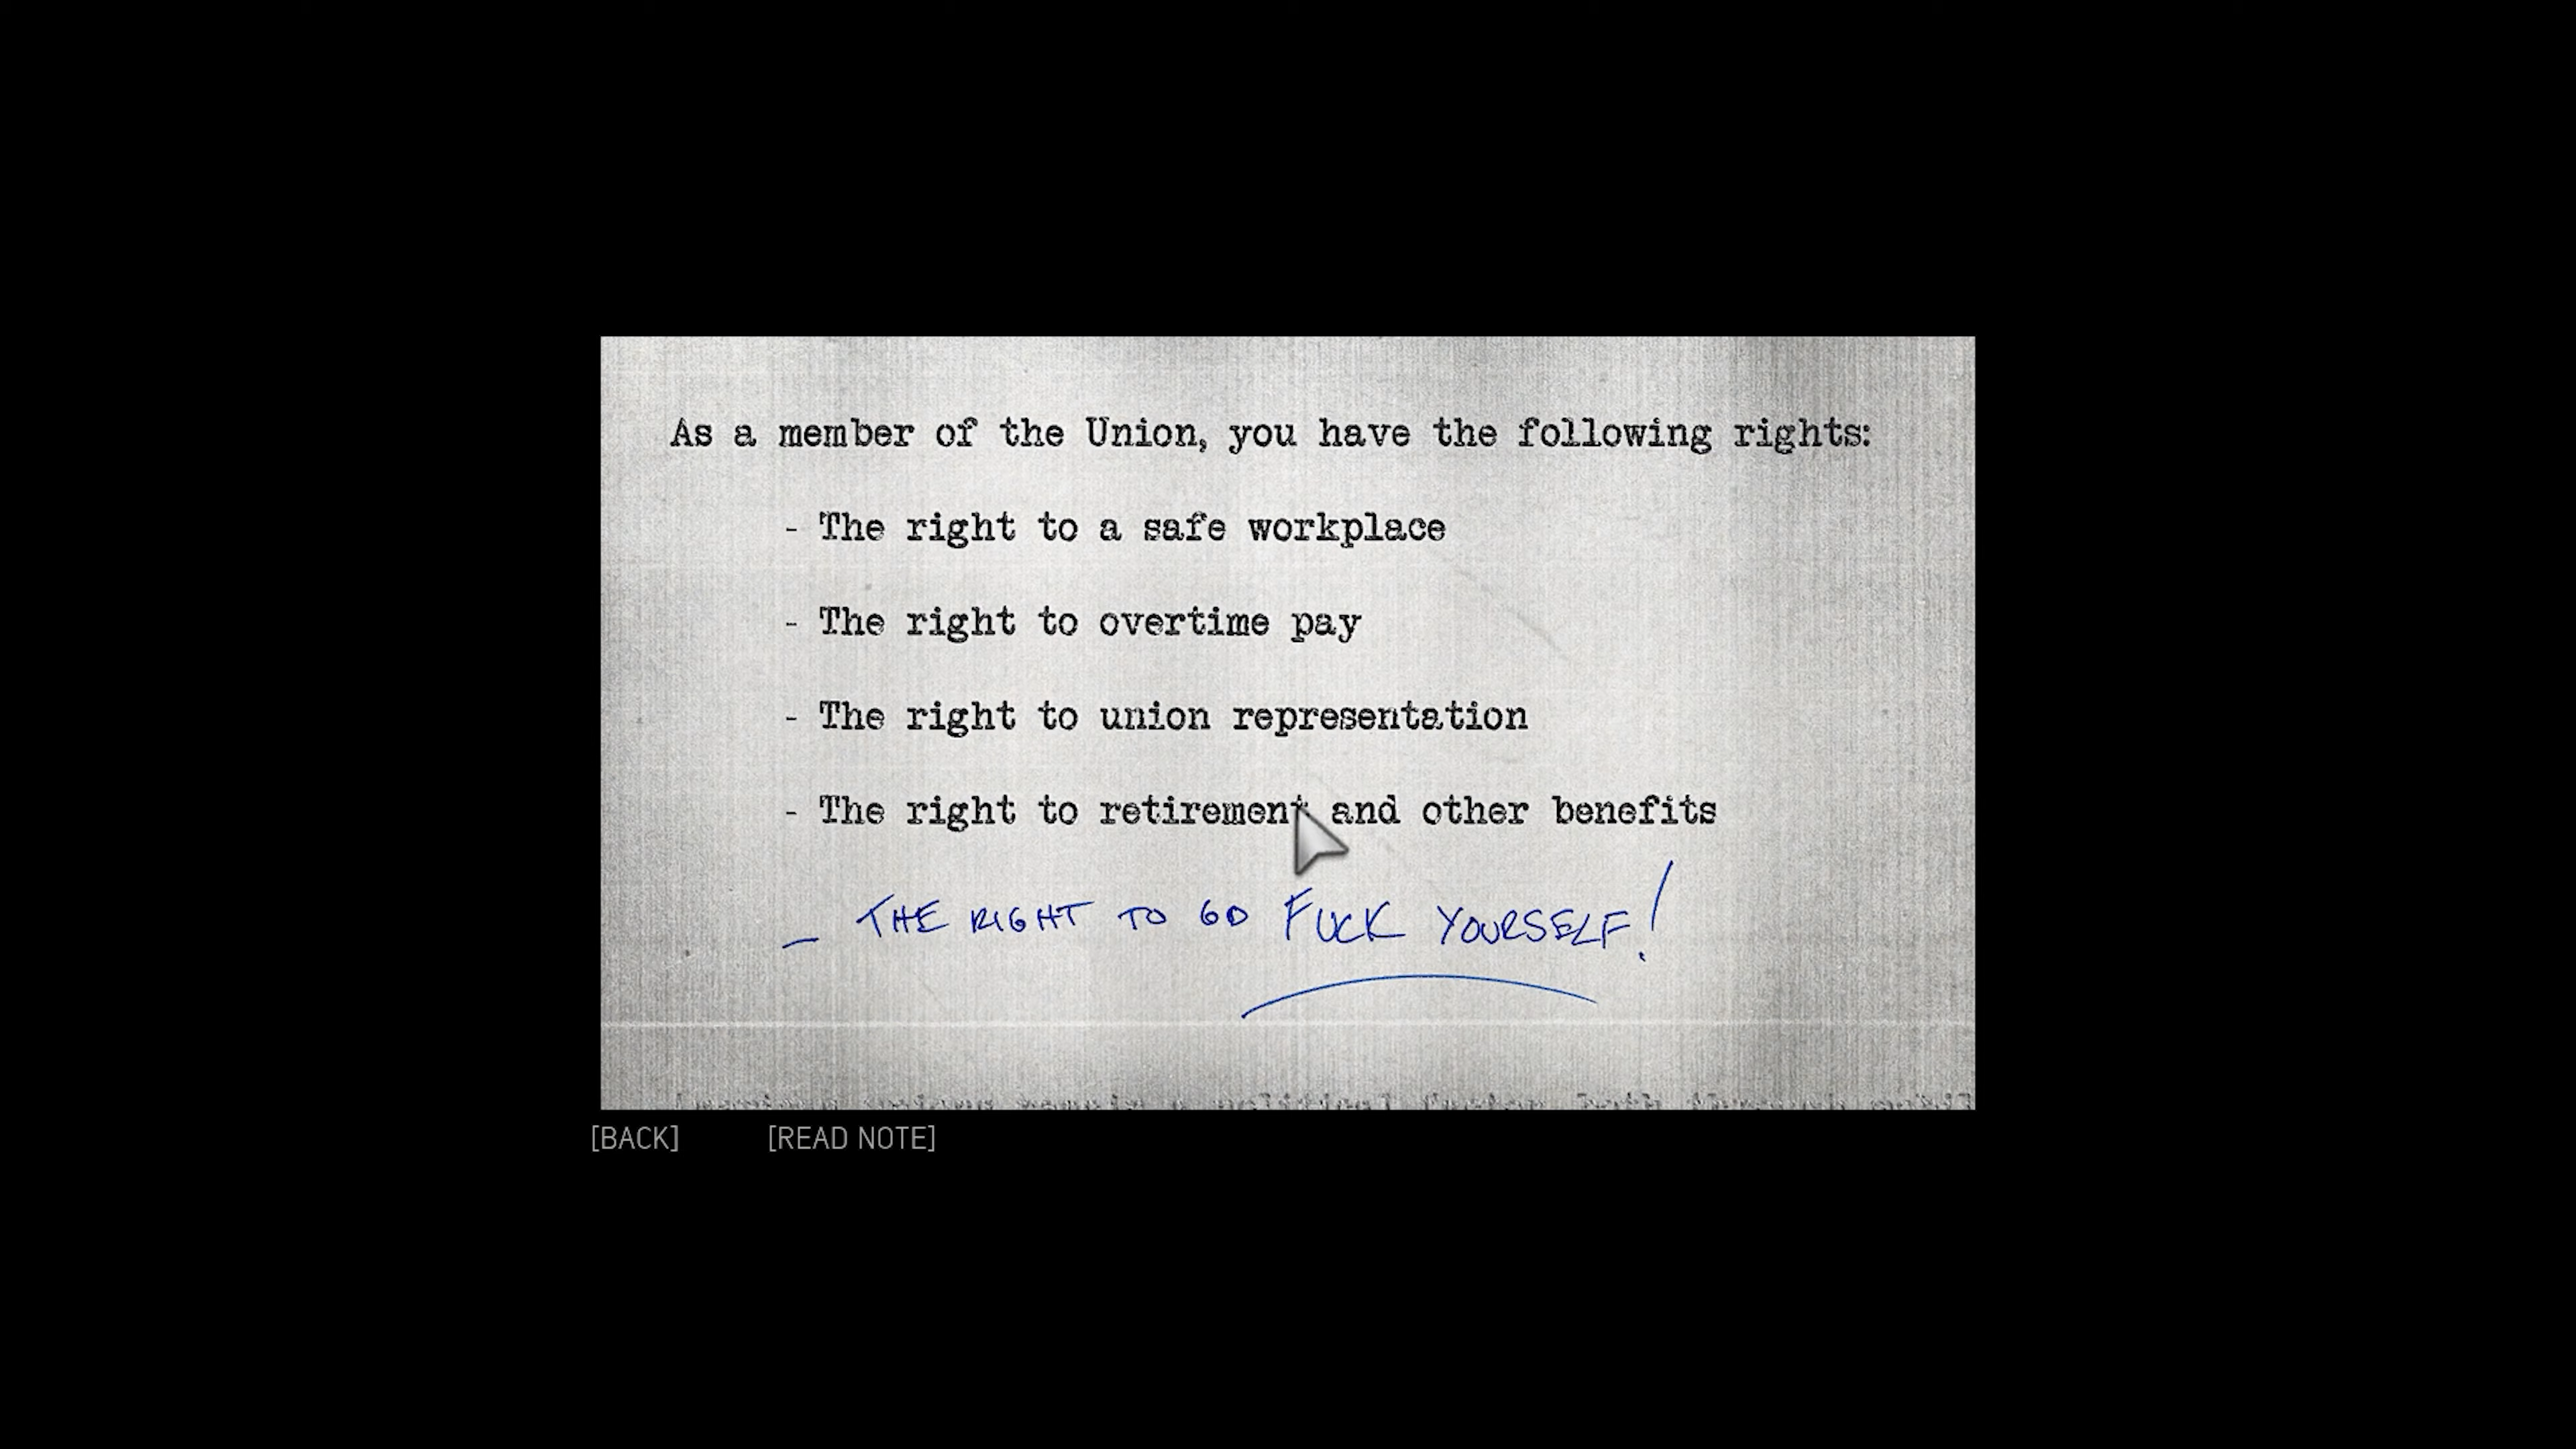 As a member of the Union, you have the following rights:
- The right to a safe workplace
- The right to overtime pay
- The right to union representation
- The right to retirement and other benefits
- THE RIGHT TO GO FUCK YOURSELF!
[BACK] [READ NOTE]